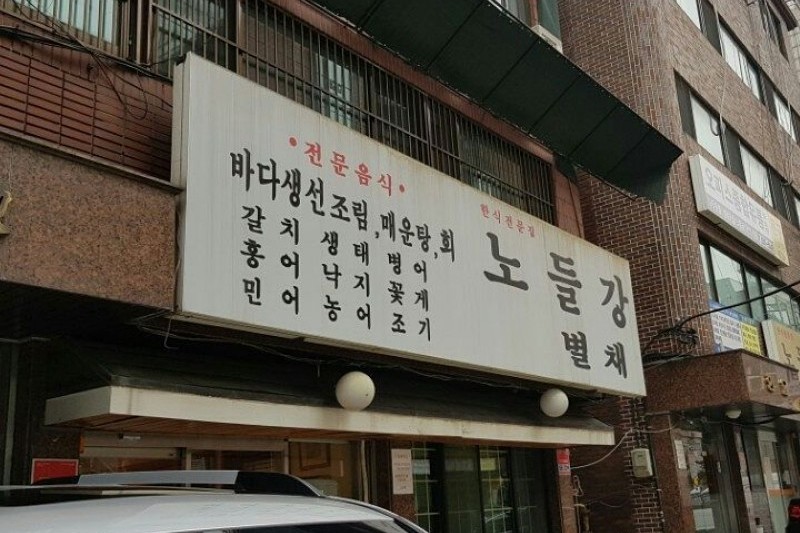 •전문음식•
바다생선조림,매운탕,회
갈치 생태 병어
홍어 낙지 꽃게
민어 농어 조기
한식전문집
노들강
별채